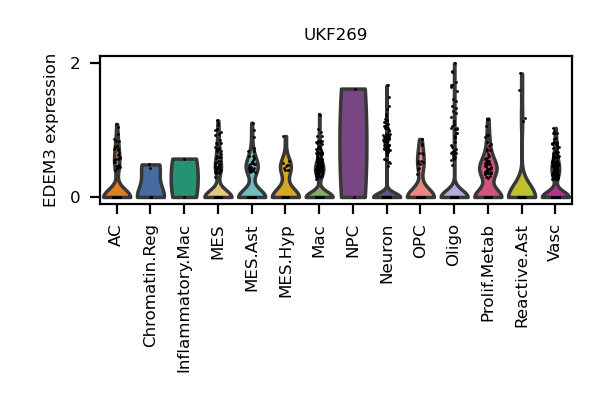 UKF269
EDEM3 expression
2
0
AC
Chromatin.Reg
Inflammatory.Mac
MES
MES.Ast
MES.Hyp
Mac
NPC
Neuron
OPC
Oligo
Prolif.Metab
Reactive.Ast
Vasc